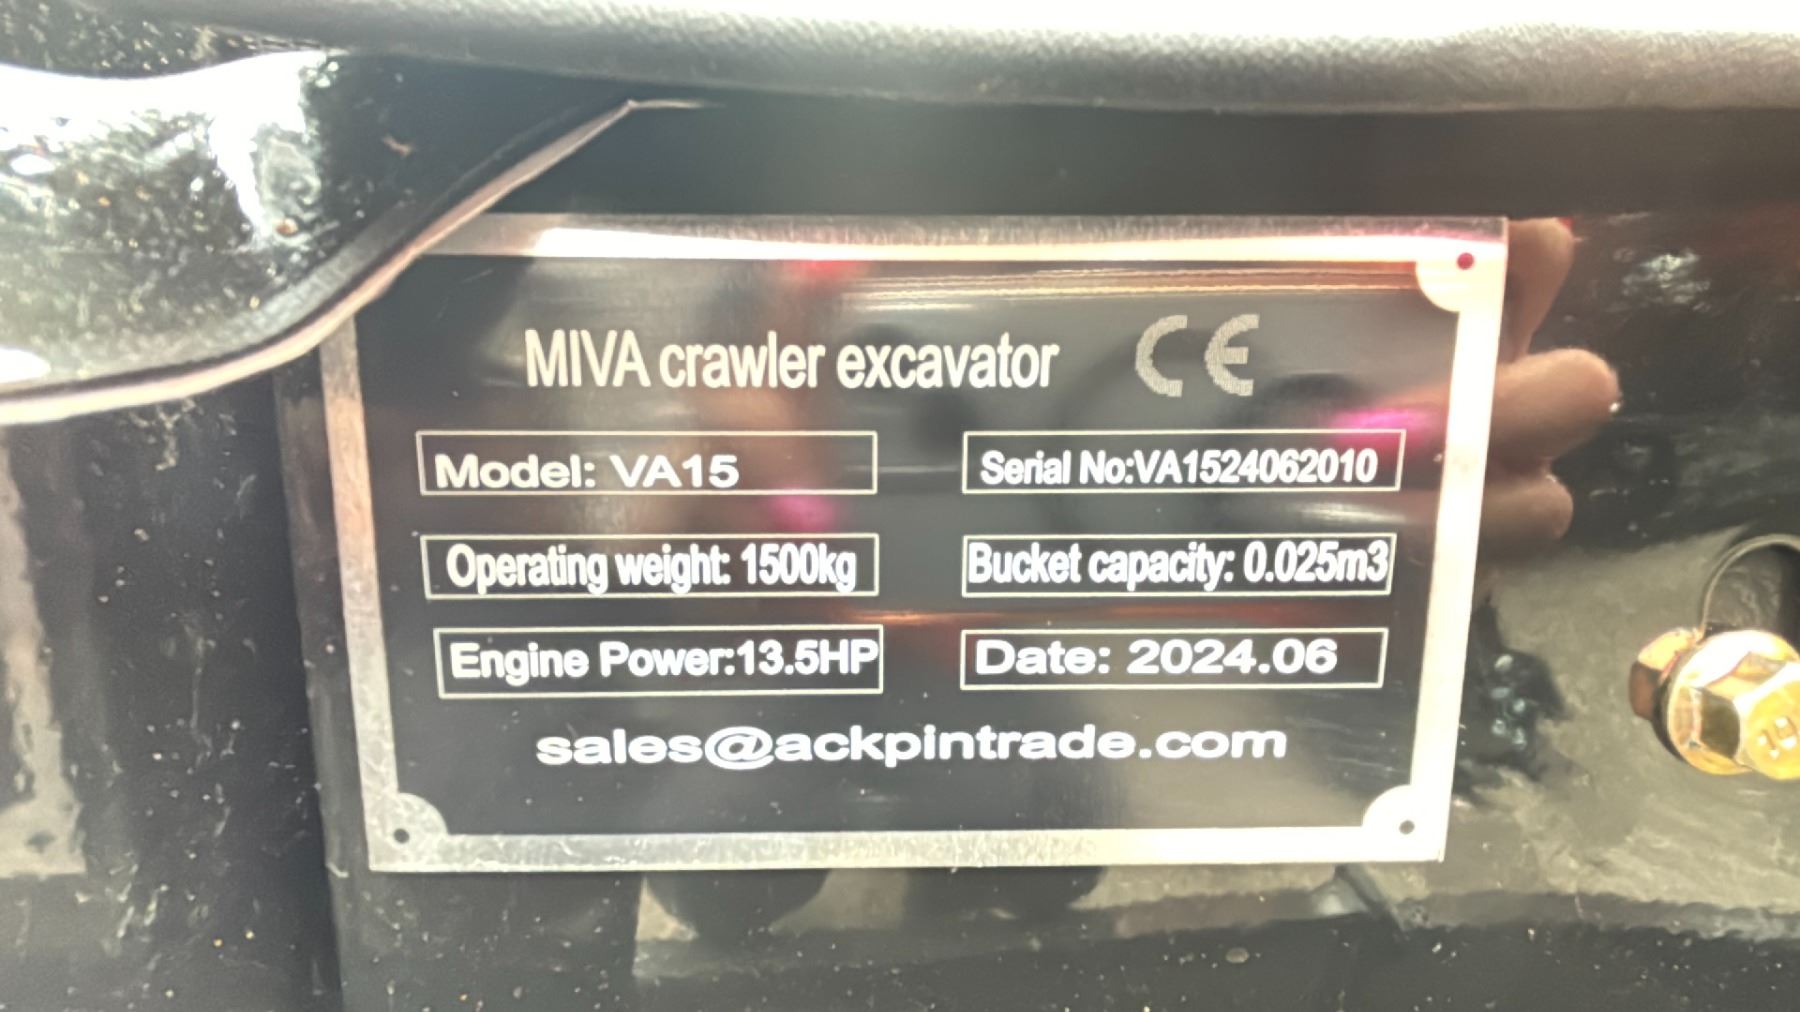 MIVA crawler excavator CE
Model: VA15
Serial No:VA1524062010
Operating weight: 1500kg
Bucket capacity: 0.025m3
Engine Power:13.5HP
Date: 2024.06
sales@ackpintrade.com